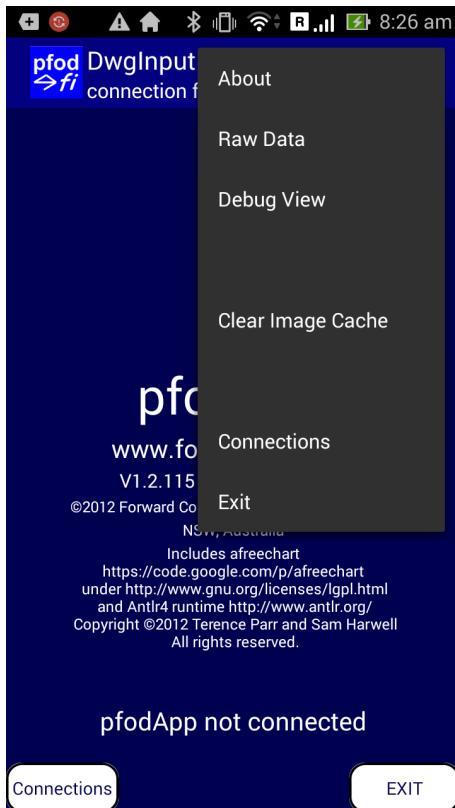 R
8:26 am
pfod
fi
DwgInput
connection f
About
Raw Data
Debug View
Clear Image Cache
Connections
Exit
pfo
www.fo
V1.2.115
©2012 Forward Co
NSW, Australia
Includes afreechart
https://code.google.com/p/afreechart
under http://www.gnu.org/licenses/lgpl.html
and Antlr4 runtime http://www.antlr.org/
Copyright ©2012 Terence Parr and Sam Harwell
All rights reserved.
pfodApp not connected
Connections
EXIT